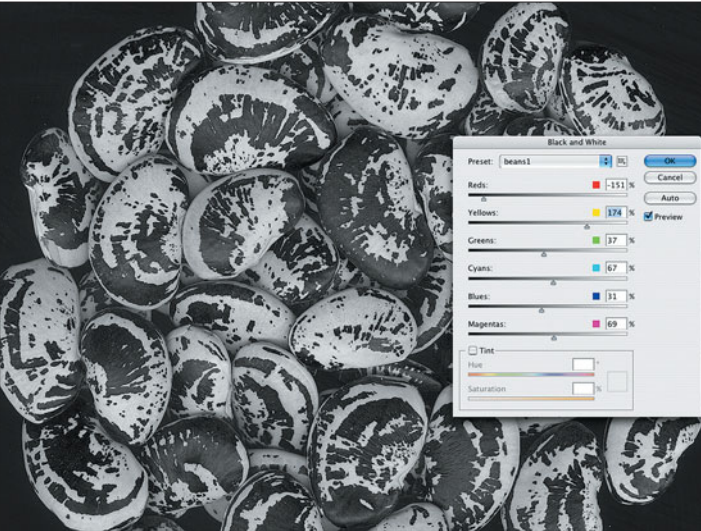 Black and White
Preset: beans1 OK
Cancel
Reds: -151 %
Auto
Yellows: 174 % Preview
Greens: 37 %
Cyans: 67 %
Blues: 31 %
Magentas: 69 %
Tint
Hue °
Saturation %